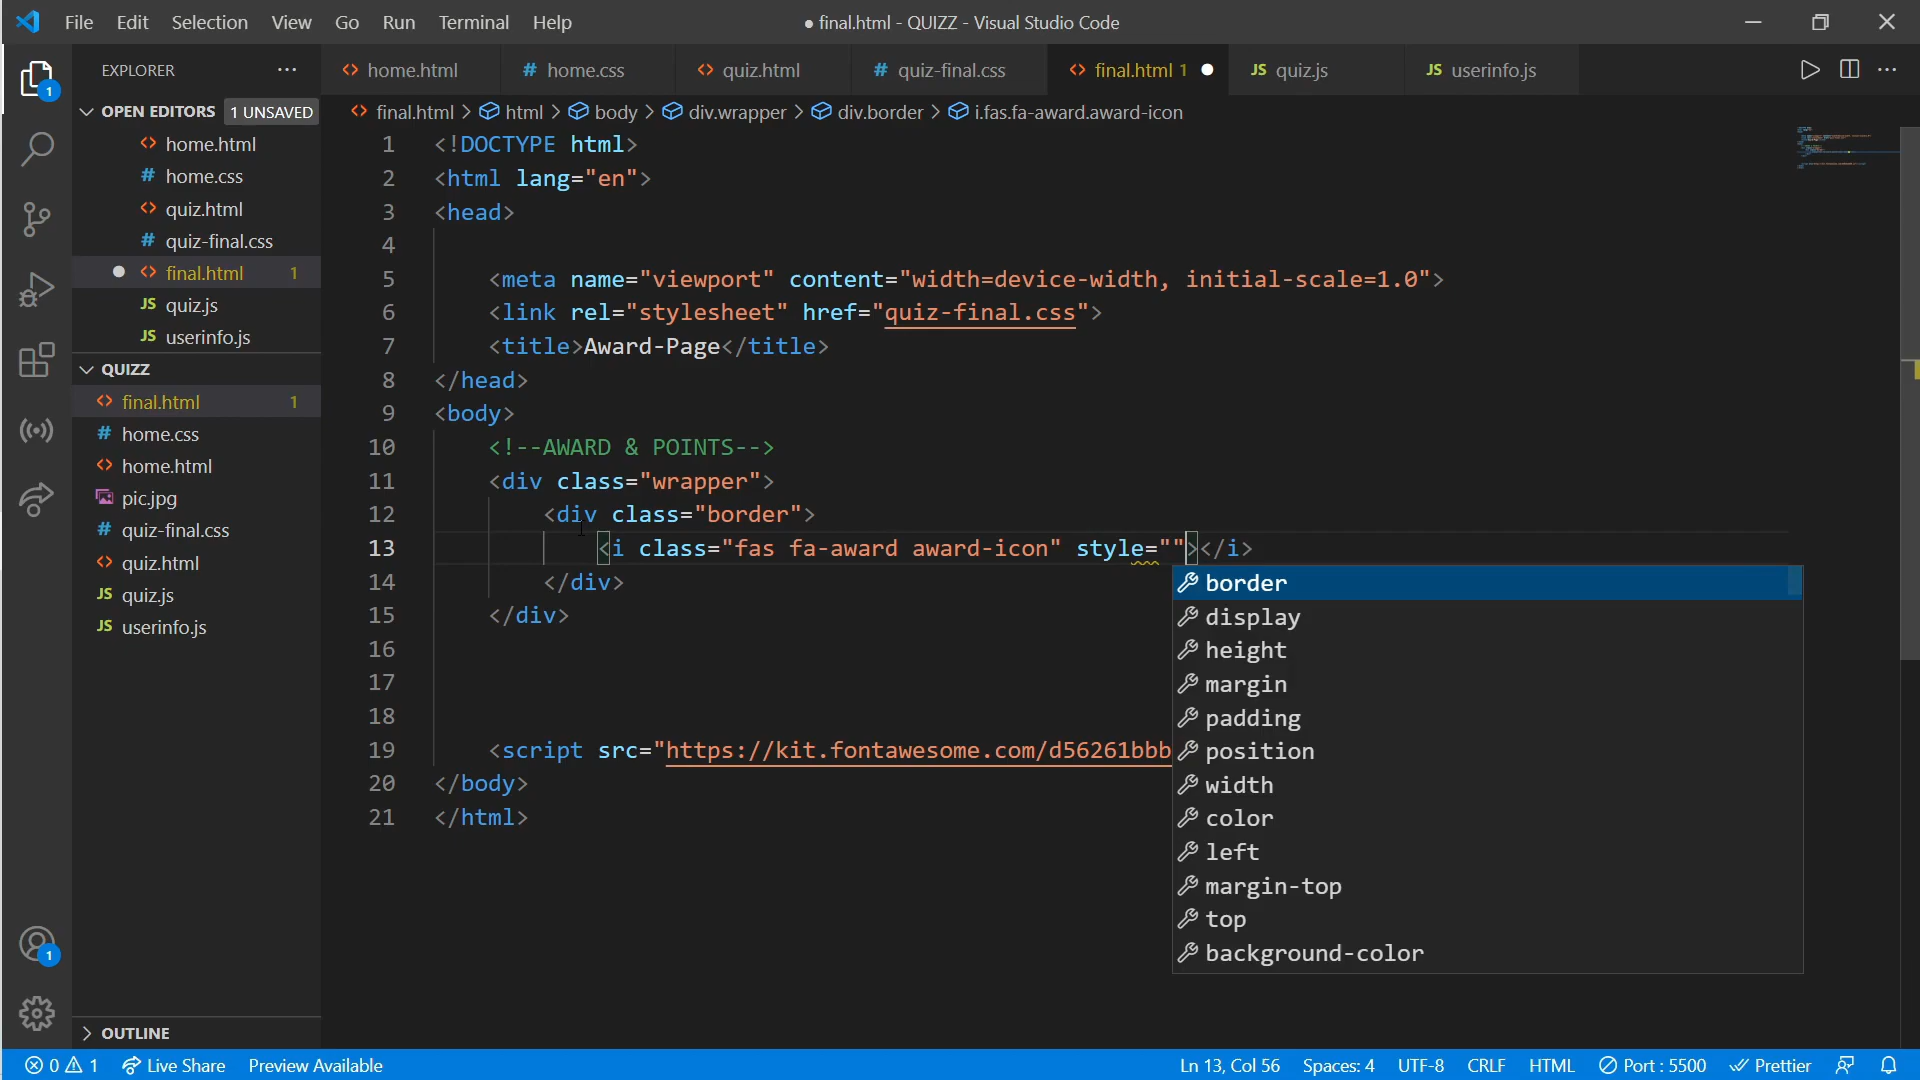 File Edit Selection View Go Run Terminal Help
● final.html - QUIZZ - Visual Studio Code
EXPLORER
OPEN EDITORS 1 UNSAVED
<> home.html
# home.css
<> quiz.html
# quiz-final.css
● <> final.html 1
JS quiz.js
JS userinfo.js
QUIZZ
<> final.html 1
# home.css
<> home.html
pic.jpg
# quiz-final.css
<> quiz.html
JS quiz.js
JS userinfo.js
OUTLINE
<> home.html # home.css <> quiz.html # quiz-final.css <> final.html 1 ● JS quiz.js JS userinfo.js
<> final.html > html > body > div.wrapper > div.border > i.fas.fa-award.award-icon
1 <!DOCTYPE html>
2 <html lang="en">
3 <head>
4
5 <meta name="viewport" content="width=device-width, initial-scale=1.0">
6 <link rel="stylesheet" href="quiz-final.css">
7 <title>Award-Page</title>
8 </head>
9 <body>
10 <!--AWARD & POINTS-->
11 <div class="wrapper">
12 <div class="border">
13 <i class="fas fa-award award-icon" style=""></i>
14 </div>
15 </div>
16
17
18
19 <script src="https://kit.fontawesome.com/d56261bbb
20 </body>
21 </html>
border
display
height
margin
padding
position
width
color
left
margin-top
top
background-color
1
1
0 1 Live Share Preview Available
Ln 13, Col 56 Spaces: 4 UTF-8 CRLF HTML Port : 5500 Prettier